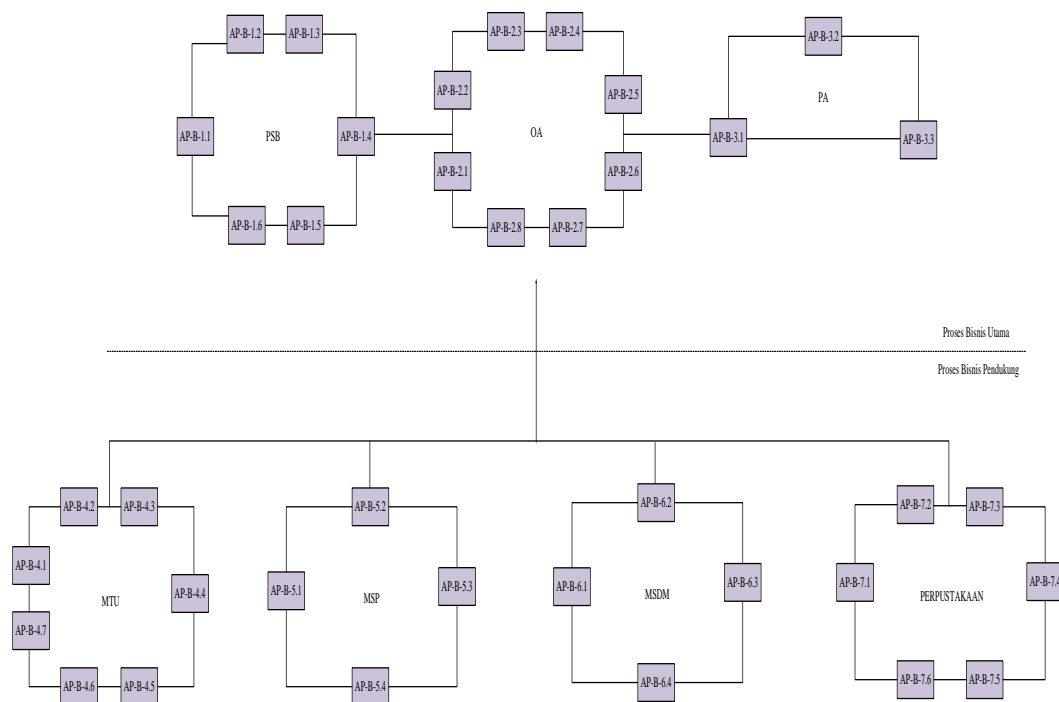 AP-B-1.2
AP-B-1.3
AP-B-1.1
PSB
AP-B-1.4
AP-B-1.6
AP-B-1.5
AP-B-2.3
AP-B-2.4
AP-B-2.2
AP-B-2.5
OA
AP-B-2.1
AP-B-2.6
AP-B-2.8
AP-B-2.7
AP-B-3.2
PA
AP-B-3.1
AP-B-3.3
Proses Bisnis Utama
Proses Bisnis Pendukung
AP-B-4.2
AP-B-4.3
AP-B-4.1
AP-B-4.4
MTU
AP-B-4.7
AP-B-4.6
AP-B-4.5
AP-B-5.2
AP-B-5.1
MSP
AP-B-5.3
AP-B-5.4
AP-B-6.2
AP-B-6.1
MSDM
AP-B-6.3
AP-B-6.4
AP-B-7.2
AP-B-7.3
AP-B-7.1
AP-B-7.4
PERPUSTAKAAN
AP-B-7.6
AP-B-7.5